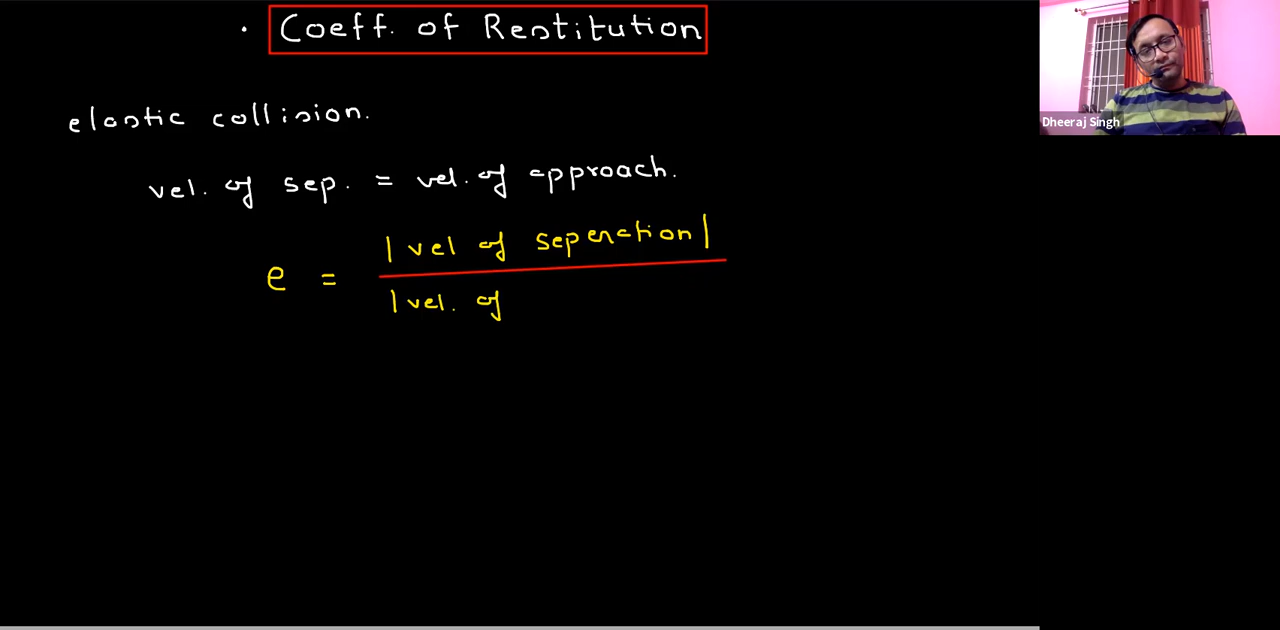 · Coeff. of Restitution
Dheeraj Singh
elastic collision.
vel. of sep. = vel. of approach.
e = |vel of seperation|
|vel. of